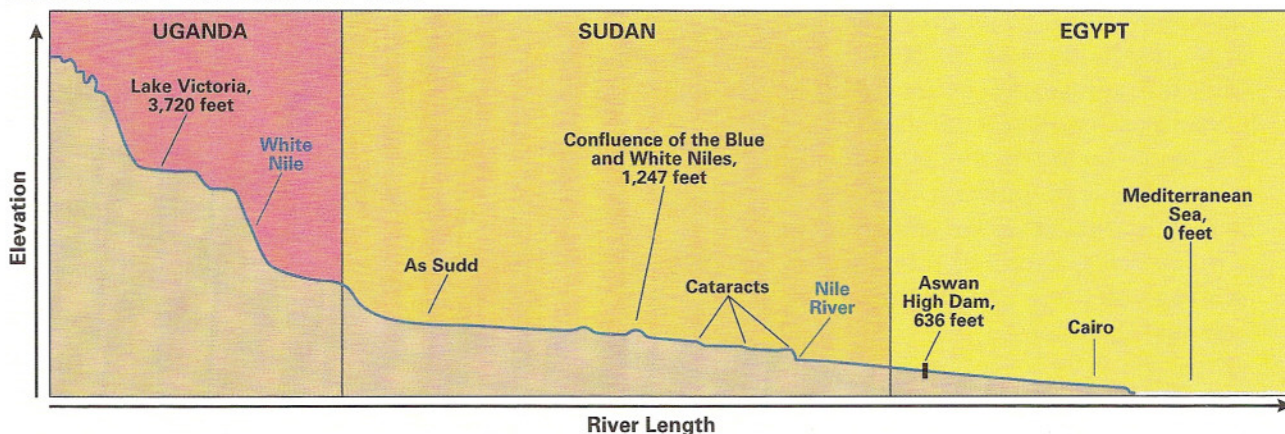 UGANDA
SUDAN
EGYPT
Elevation
Lake Victoria,
3,720 feet
White
Nile
As Sudd
Confluence of the Blue
and White Niles,
1,247 feet
Cataracts
Nile
River
Aswan
High Dam,
636 feet
Cairo
Mediterranean
Sea,
0 feet
River Length